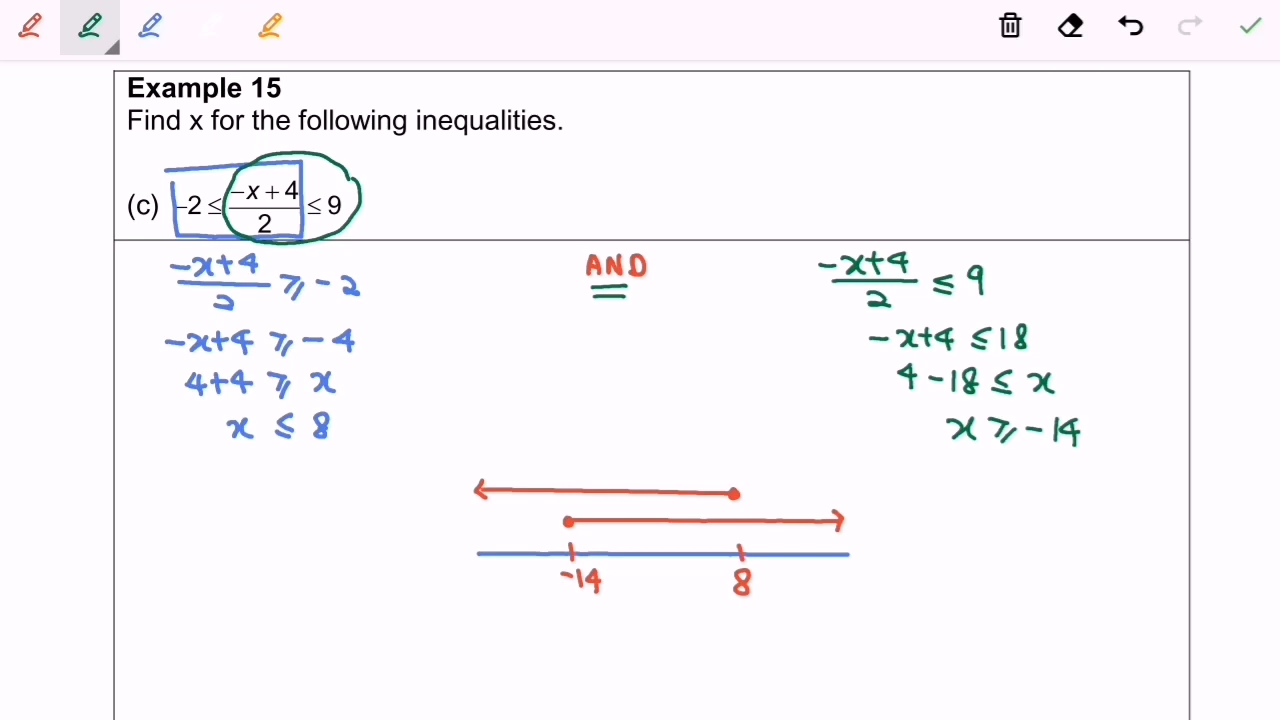 Example 15
Find x for the following inequalities.
(c) -2 ≤ (-x + 4)/2 ≤ 9
(-x+4)/2 ≥ -2
-x+4 ≥ -4
4+4 ≥ x
x ≤ 8
AND
(-x+4)/2 ≤ 9
-x+4 ≤ 18
4-18 ≤ x
x ≥ -14
-14
8